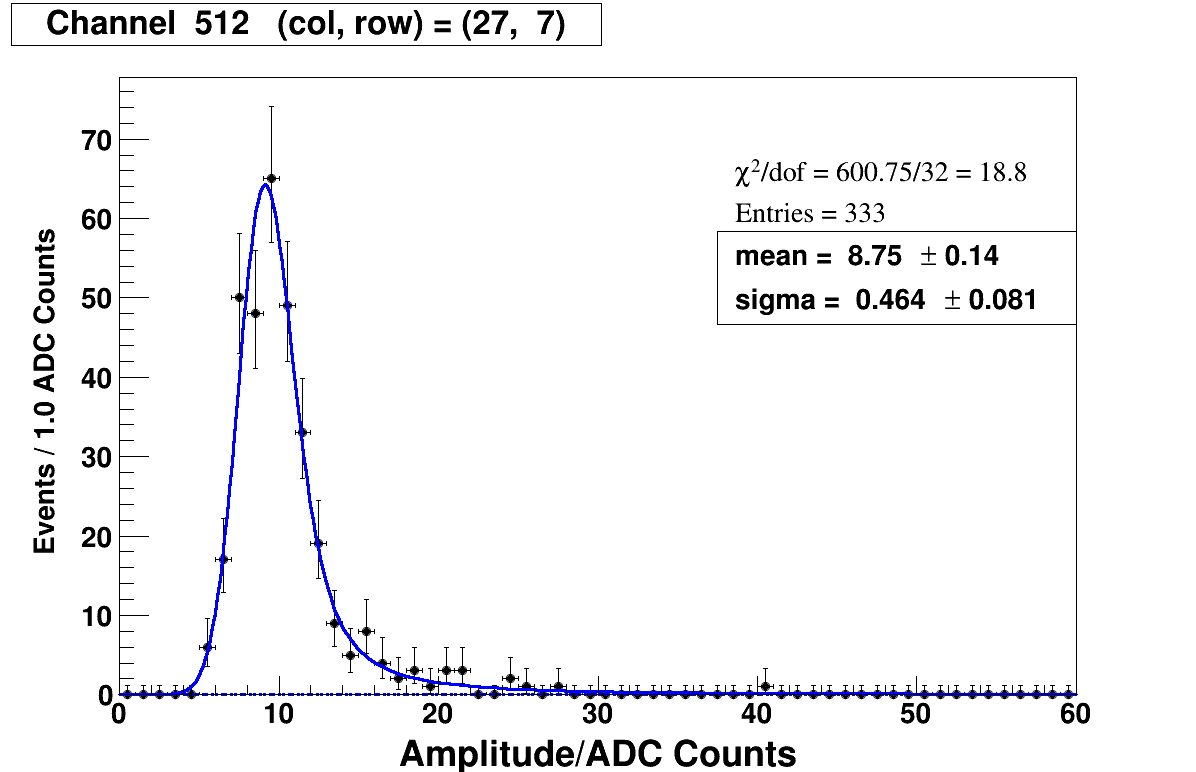 Channel 512 (col, row) = (27, 7)
χ²/dof = 600.75/32 = 18.8
Entries = 333
mean = 8.75 ± 0.14
sigma = 0.464 ± 0.081
Events / 1.0 ADC Counts
70
60
50
40
30
20
10
0
0 10 20 30 40 50 60
Amplitude/ADC Counts